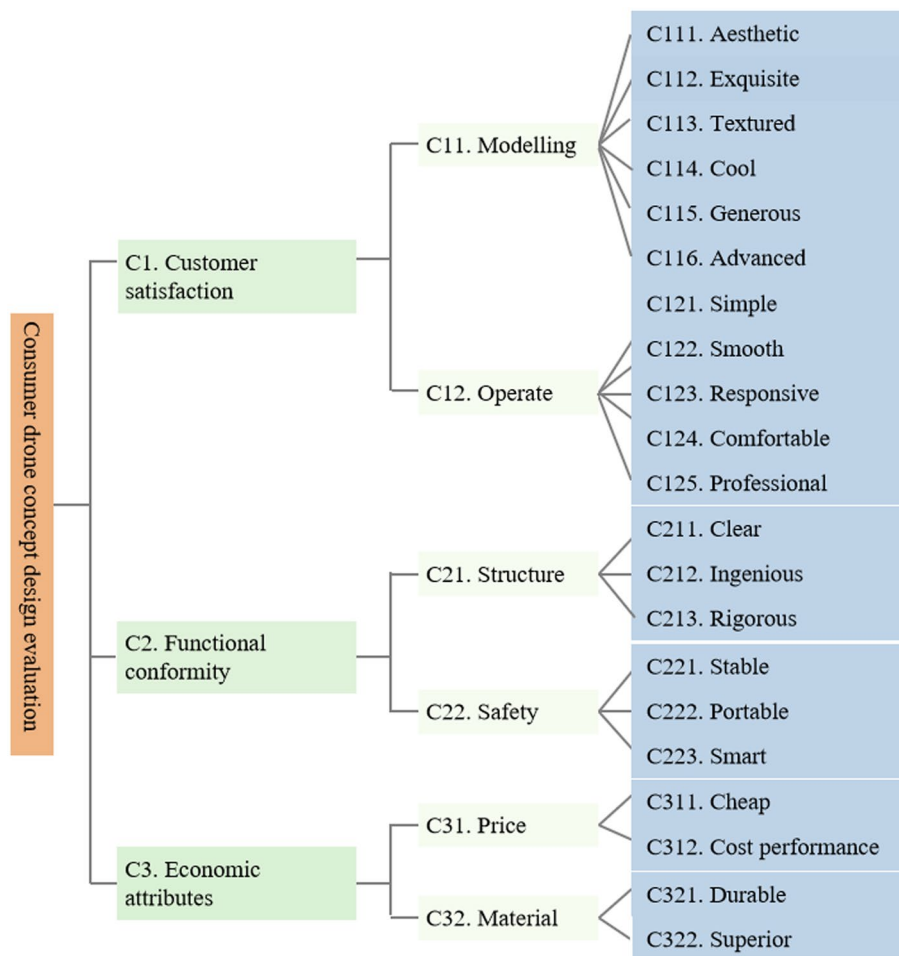 Consumer drone concept design evaluation
C1. Customer
satisfaction
C2. Functional
conformity
C3. Economic
attributes
C11. Modelling
C12. Operate
C21. Structure
C22. Safety
C31. Price
C32. Material
C111. Aesthetic
C112. Exquisite
C113. Textured
C114. Cool
C115. Generous
C116. Advanced
C121. Simple
C122. Smooth
C123. Responsive
C124. Comfortable
C125. Professional
C211. Clear
C212. Ingenious
C213. Rigorous
C221. Stable
C222. Portable
C223. Smart
C311. Cheap
C312. Cost performance
C321. Durable
C322. Superior